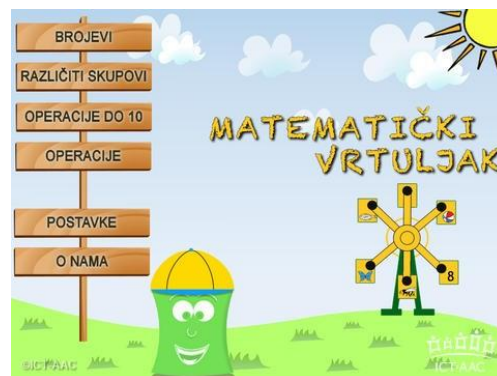 BROJEVI
RAZLIČITI SKUPOVI
OPERACIJE DO 10
OPERACIJE
POSTAVKE
O NAMA
MATEMATIČKI
VRTULJAK
8
©ICT-AAC
ICT-AAC